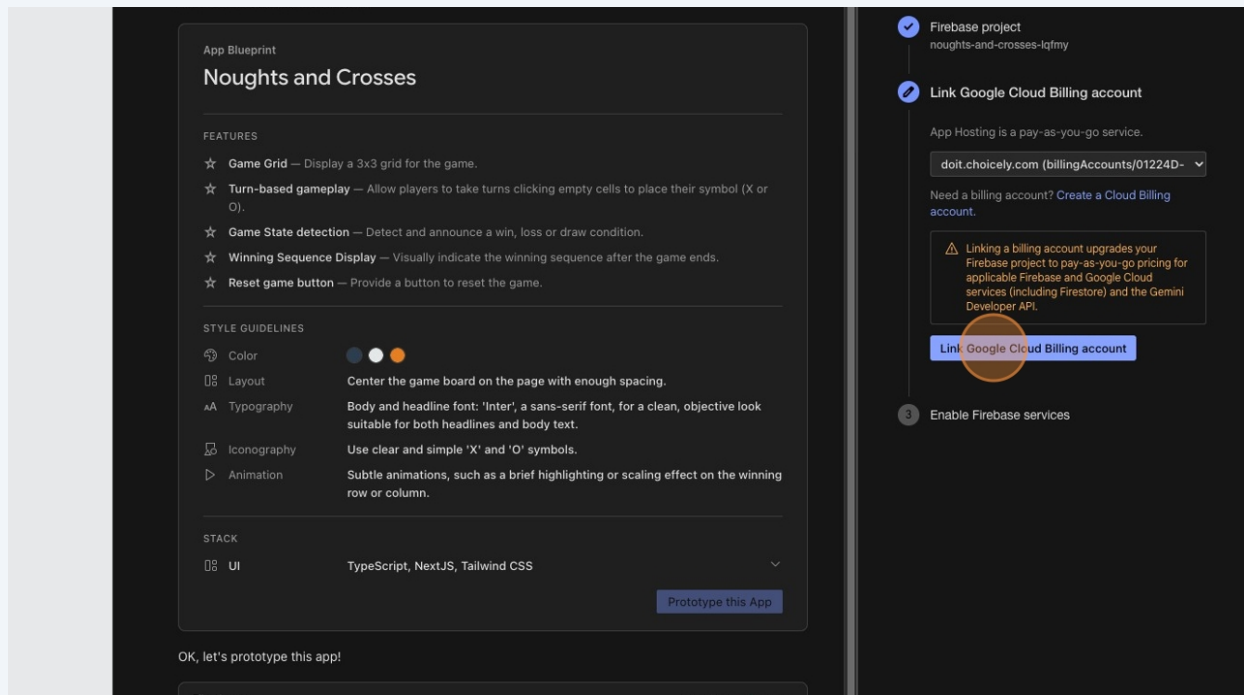 App Blueprint
Noughts and Crosses
FEATURES
Game Grid — Display a 3x3 grid for the game.
Turn-based gameplay — Allow players to take turns clicking empty cells to place their symbol (X or
O).
Game State detection — Detect and announce a win, loss or draw condition.
Winning Sequence Display — Visually indicate the winning sequence after the game ends.
Reset game button — Provide a button to reset the game.
STYLE GUIDELINES
Color
Layout Center the game board on the page with enough spacing.
AA Typography Body and headline font: 'Inter', a sans-serif font, for a clean, objective look
suitable for both headlines and body text.
Iconography Use clear and simple 'X' and 'O' symbols.
Animation Subtle animations, such as a brief highlighting or scaling effect on the winning
row or column.
STACK
UI TypeScript, NextJS, Tailwind CSS
Prototype this App
OK, let's prototype this app!
Firebase project
noughts-and-crosses-lqfmy
Link Google Cloud Billing account
App Hosting is a pay-as-you-go service.
doit.choicely.com (billingAccounts/01224D-
Need a billing account? Create a Cloud Billing
account.
Linking a billing account upgrades your
Firebase project to pay-as-you-go pricing for
applicable Firebase and Google Cloud
services (including Firestore) and the Gemini
Developer API.
Link Google Cloud Billing account
3 Enable Firebase services